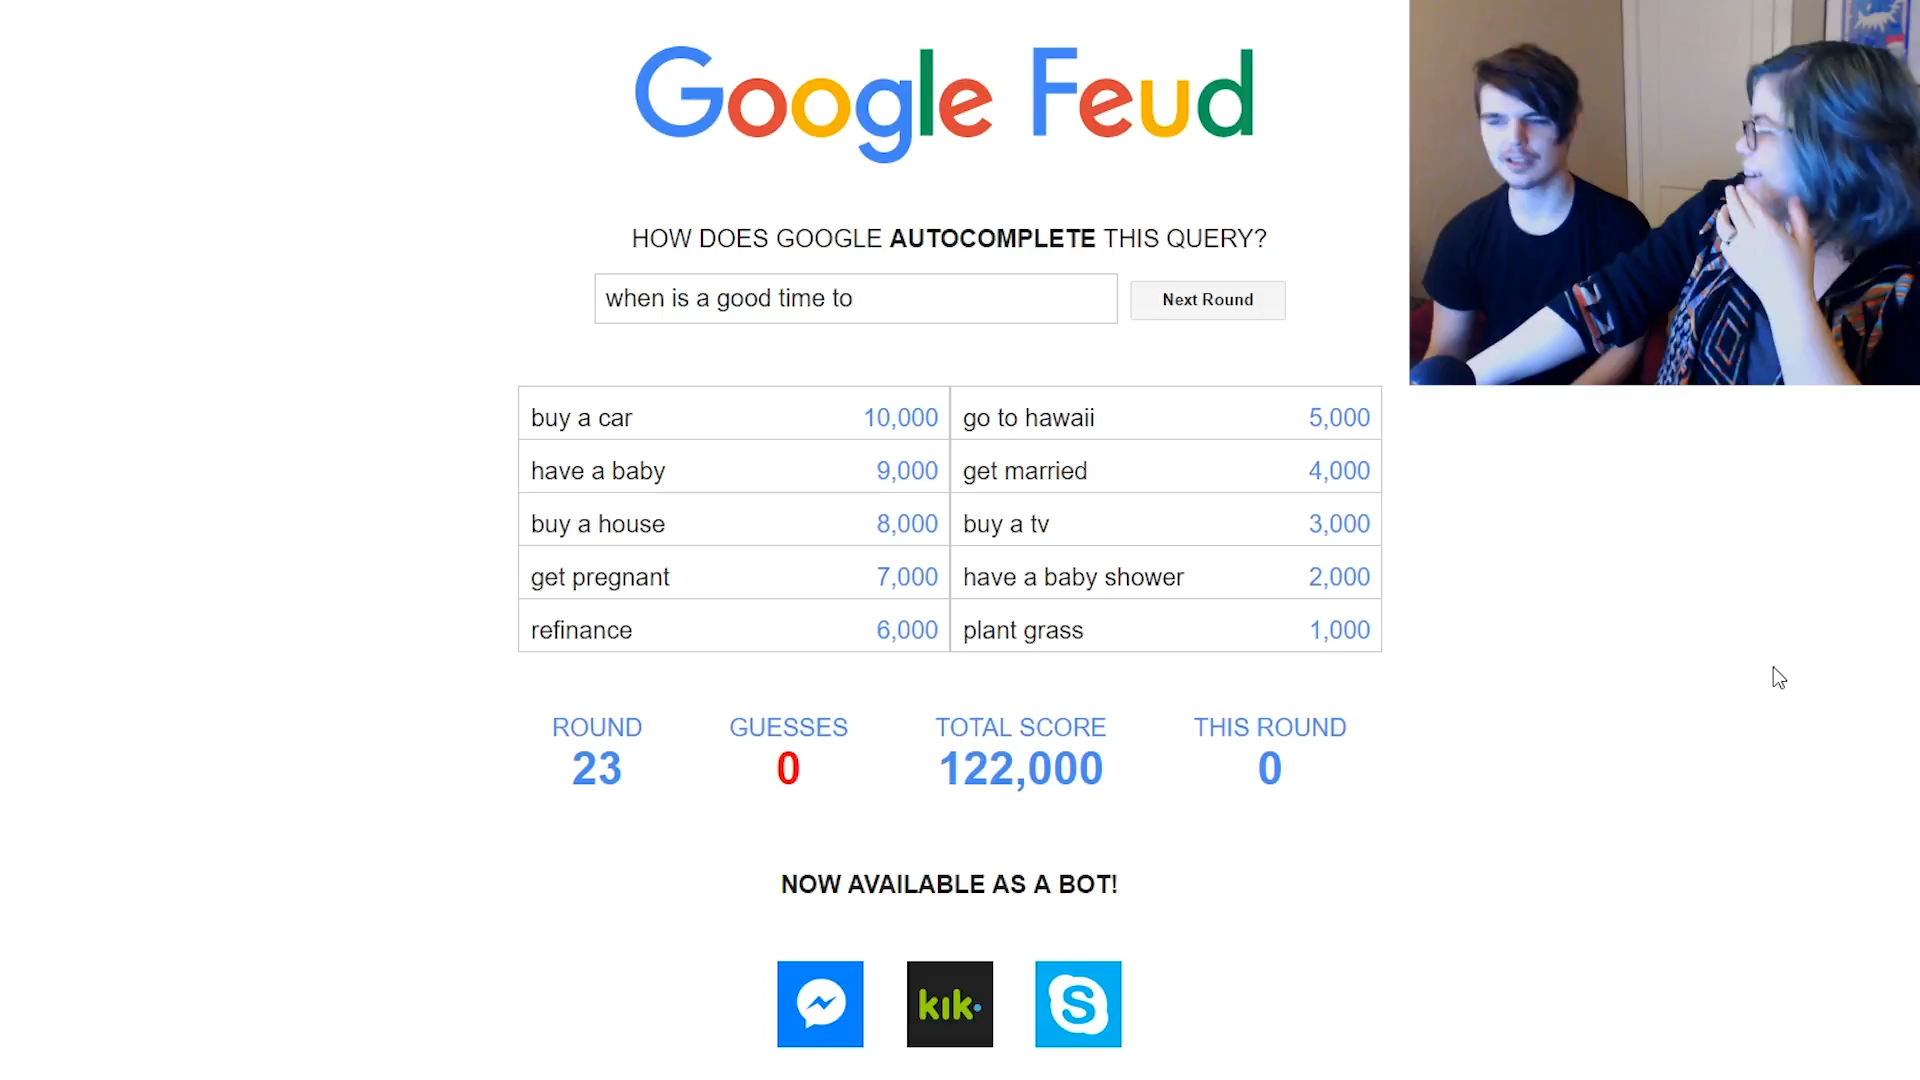 Google Feud
HOW DOES GOOGLE AUTOCOMPLETE THIS QUERY?
when is a good time to
Next Round
buy a car 10,000
have a baby 9,000
buy a house 8,000
get pregnant 7,000
refinance 6,000
go to hawaii 5,000
get married 4,000
buy a tv 3,000
have a baby shower 2,000
plant grass 1,000
ROUND GUESSES TOTAL SCORE THIS ROUND
23 0 122,000 0
NOW AVAILABLE AS A BOT!
kik.
S